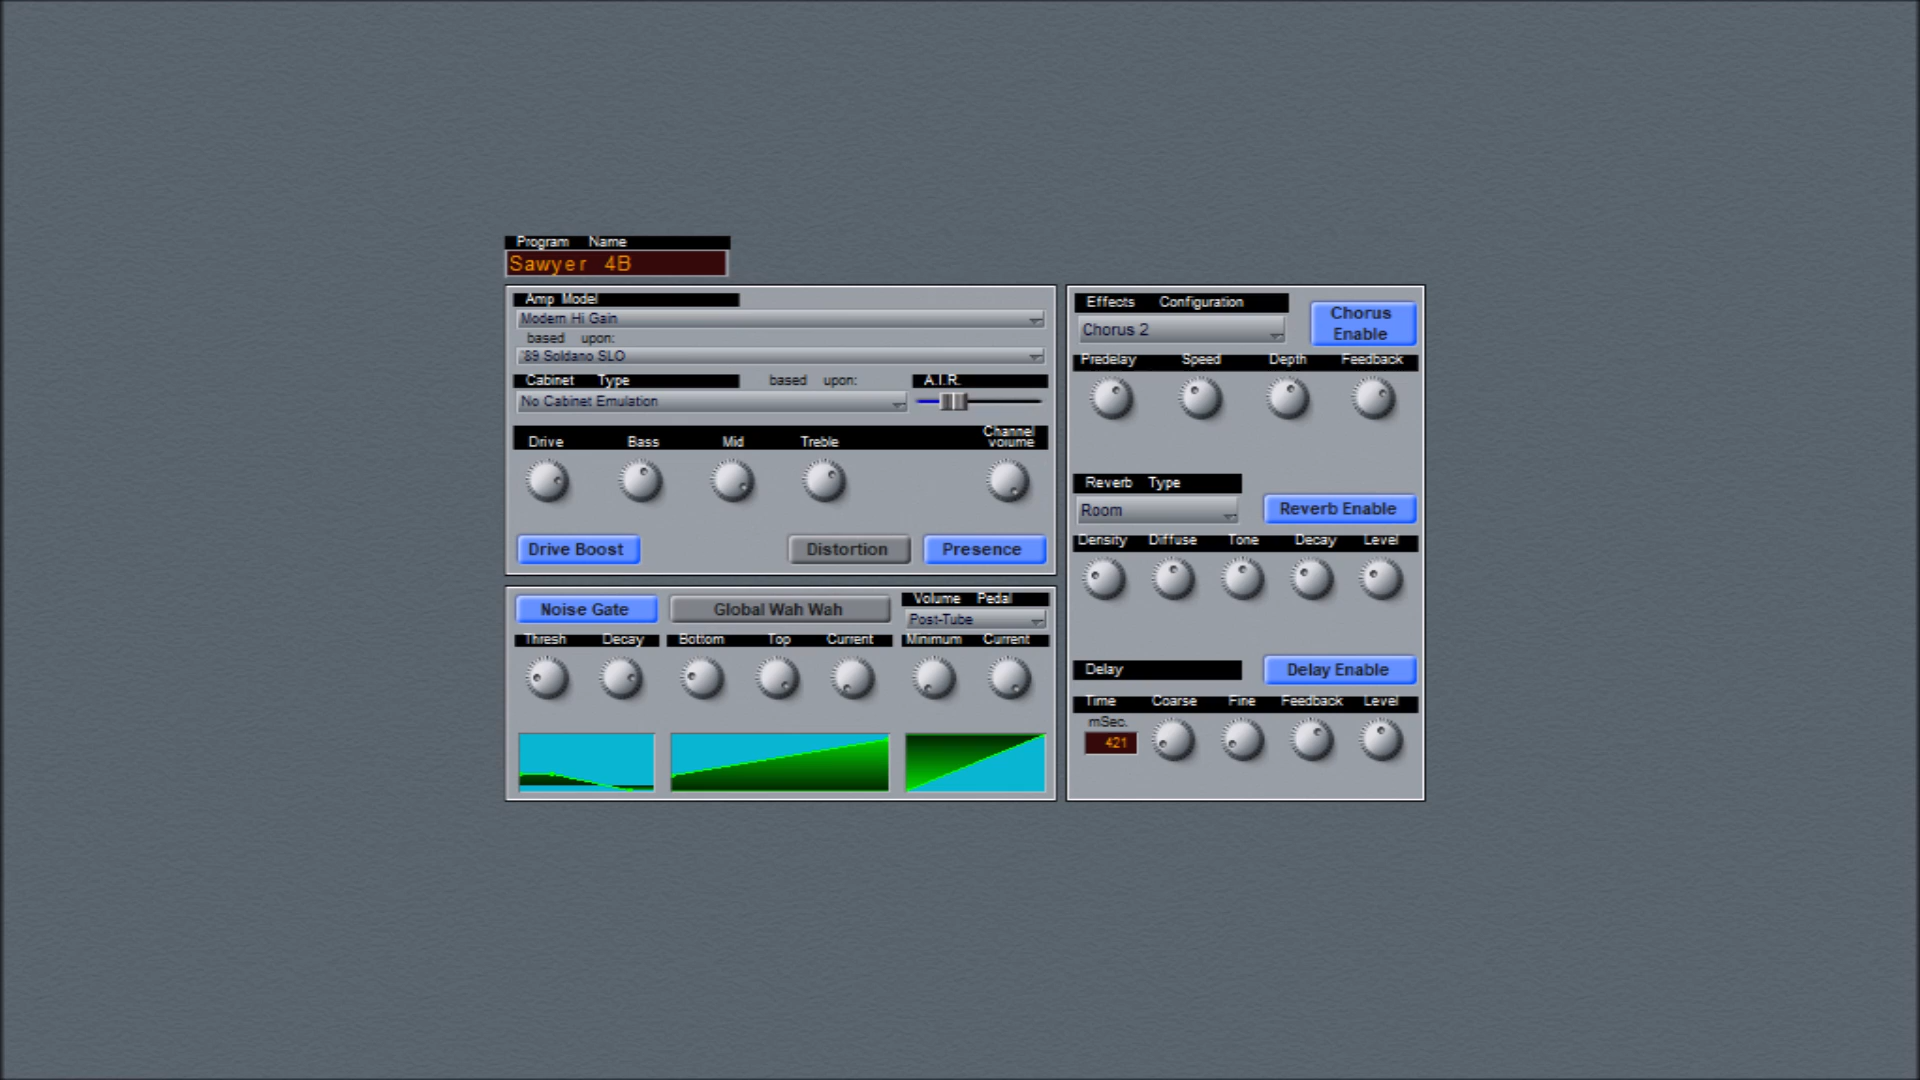 Program Name
Sawyer 4B
Amp Model
Modern Hi Gain
based upon:
'89 Soldano SLO
Cabinet Type based upon: A.I.R.
No Cabinet Emulation
Drive Bass Mid Treble Channel Volume
Drive Boost Distortion Presence
Noise Gate Global Wah Wah Volume Pedal
Post-Tube
Thresh Decay Bottom Top Current Minimum Current
Effects Configuration
Chorus 2
Chorus Enable
Predelay Speed Depth Feedback
Reverb Type
Room
Reverb Enable
Density Diffuse Tone Decay Level
Delay
Delay Enable
Time Coarse Fine Feedback Level
mSec.
421